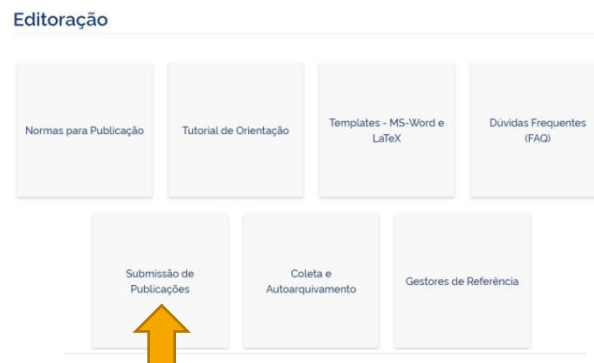 Editoração
Normas para Publicação
Tutorial de Orientação
Templates - MS-Word e
LaTeX
Dúvidas Frequentes
(FAQ)
Submissão de
Publicações
Coleta e
Autoarquivamento
Gestores de Referência